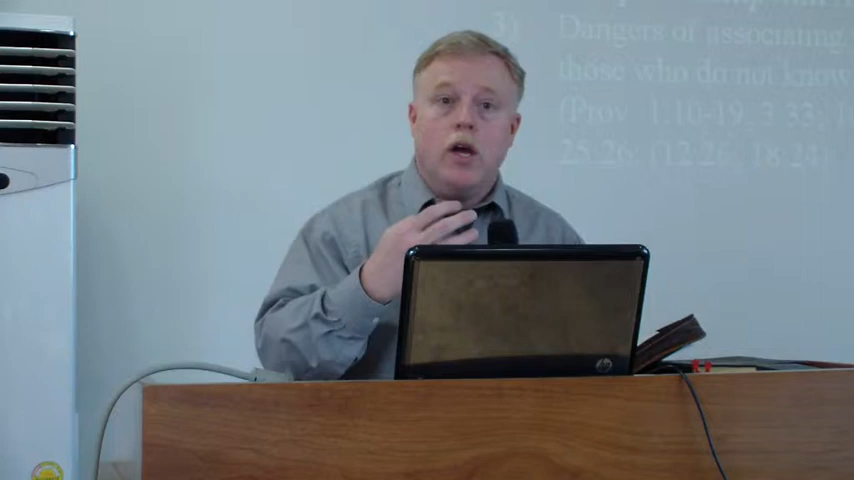 3) Dangers of associating
those who do not know
(Prov. 1:10-19, 3:33;
25:26; (12:26; 18:24)
hp